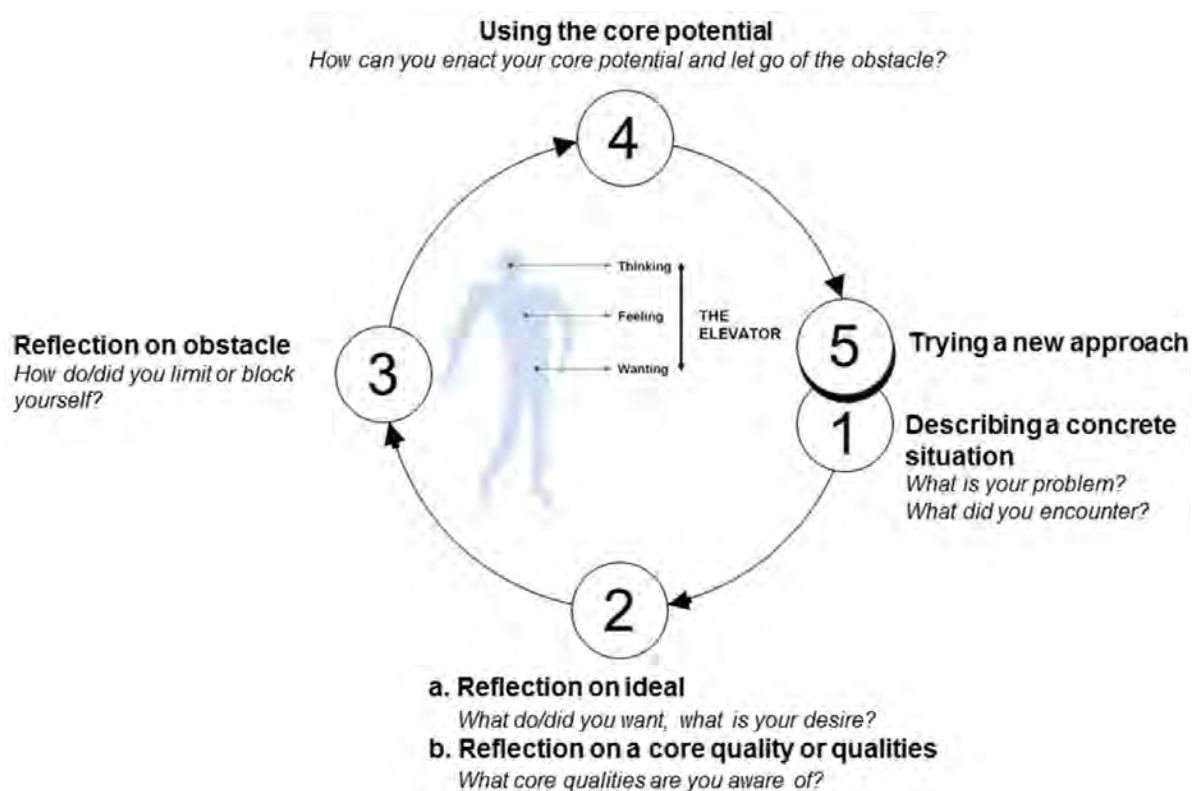 Using the core potential
How can you enact your core potential and let go of the obstacle?
4
Thinking
Feeling
THE
ELEVATOR
Wanting
Reflection on obstacle
How do/did you limit or block
yourself?
3
5
Trying a new approach
1
Describing a concrete
situation
What is your problem?
What did you encounter?
2
a. Reflection on ideal
What do/did you want, what is your desire?
b. Reflection on a core quality or qualities
What core qualities are you aware of?